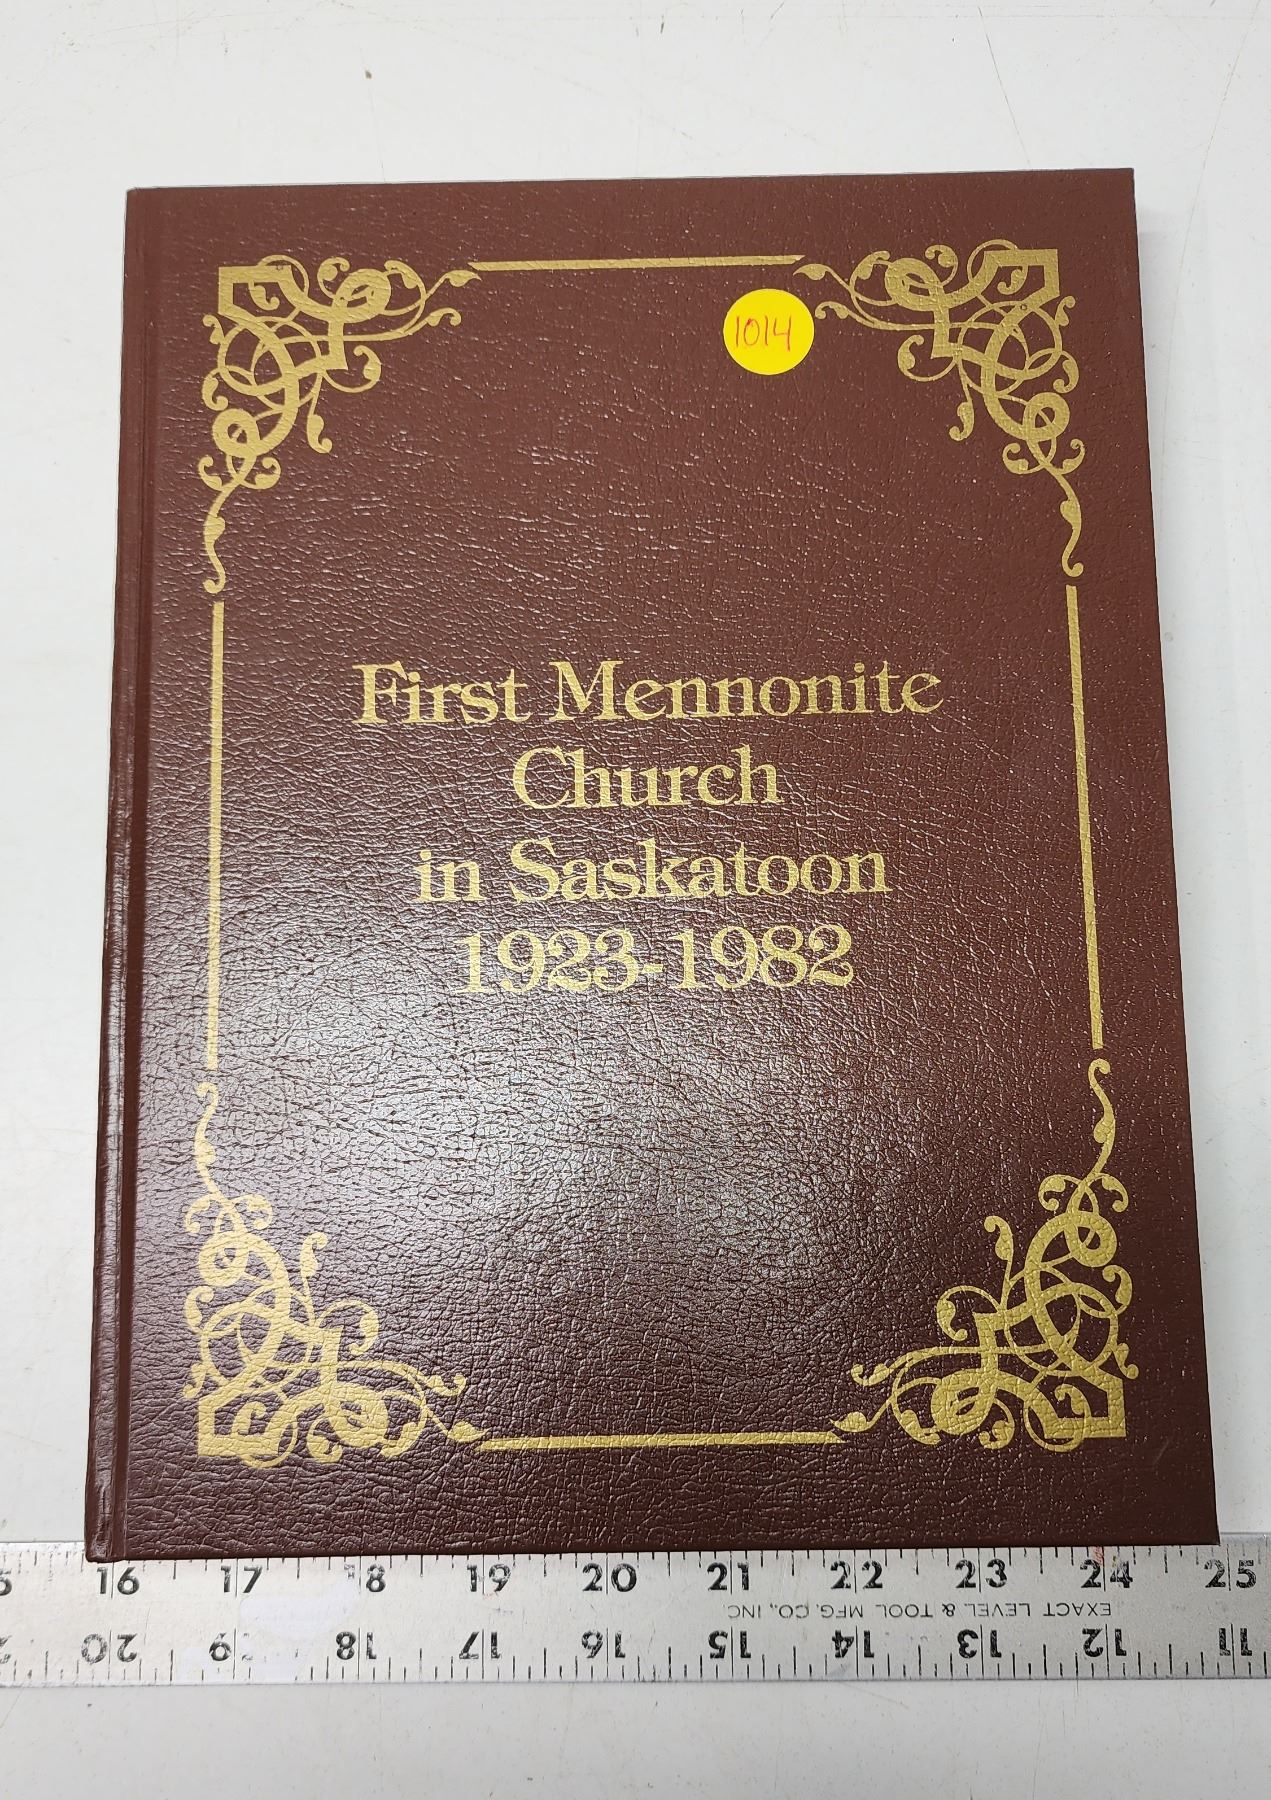 1014
First Mennonite
Church
in Saskatoon
1923-1982
16 17 18 19 20 21 22 23 24 25
EXACT LEVEL & TOOL MFG. CO., INC.
20 19 18 17 16 15 14 13 12 11